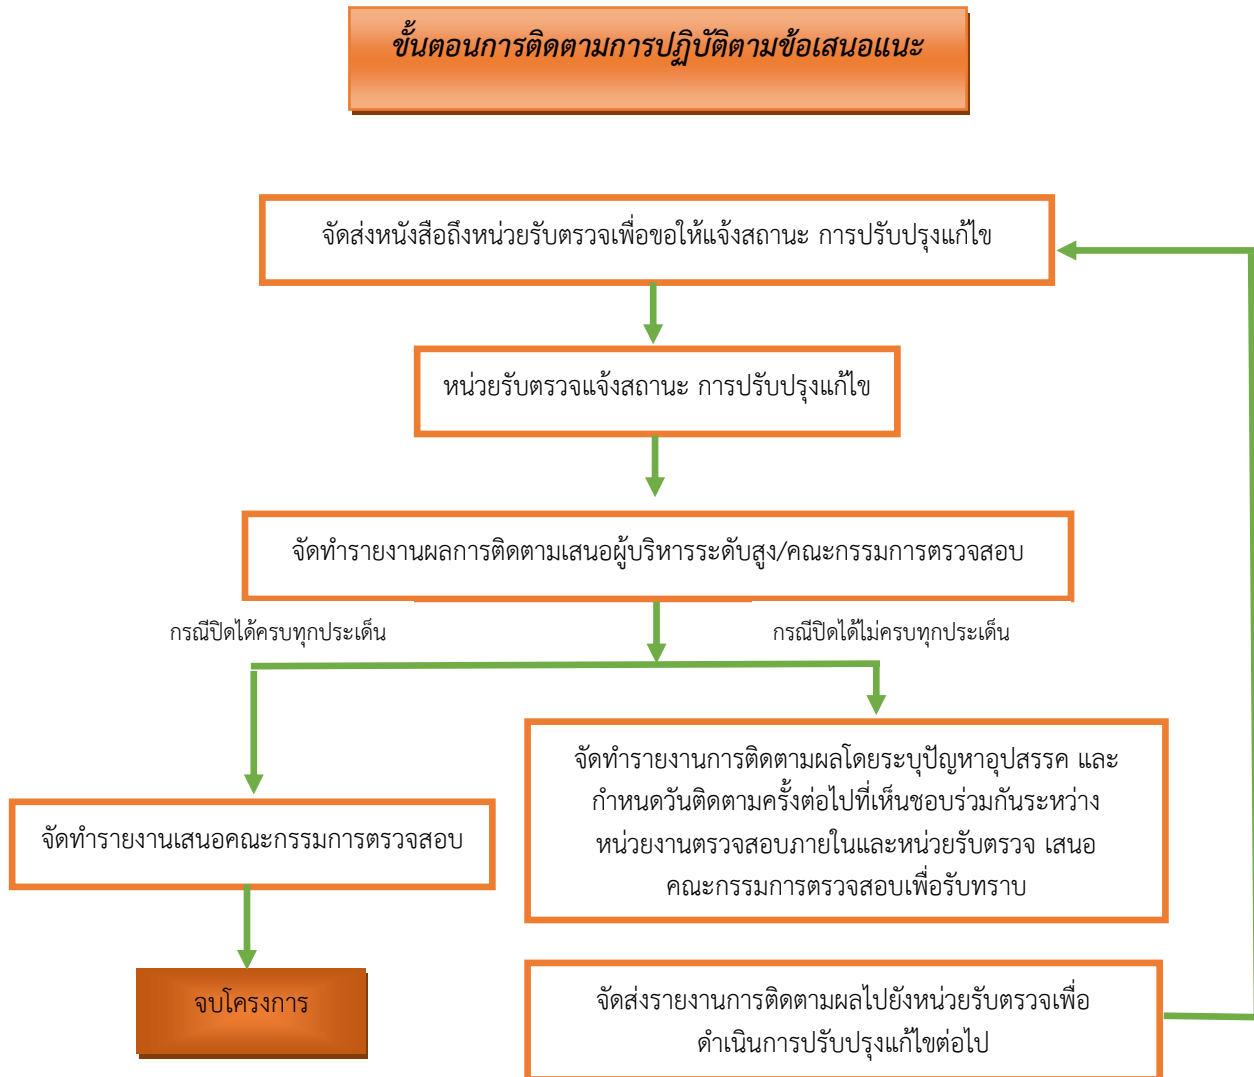 ขั้นตอนการติดตามการปฏิบัติตามข้อเสนอแนะ
จัดส่งหนังสือถึงหน่วยรับตรวจเพื่อขอให้แจ้งสถานะ การปรับปรุงแก้ไข
หน่วยรับตรวจแจ้งสถานะ การปรับปรุงแก้ไข
จัดทำรายงานผลการติดตามเสนอผู้บริหารระดับสูง/คณะกรรมการตรวจสอบ
กรณีปิดได้ครบทุกประเด็น
กรณีปิดได้ไม่ครบทุกประเด็น
จัดทำรายงานเสนอคณะกรรมการตรวจสอบ
จบโครงการ
จัดทำรายงานการติดตามผลโดยระบุปัญหาอุปสรรค และ
กำหนดวันติดตามครั้งต่อไปที่เห็นชอบร่วมกันระหว่าง
หน่วยงานตรวจสอบภายในและหน่วยรับตรวจ เสนอ
คณะกรรมการตรวจสอบเพื่อรับทราบ
จัดส่งรายงานการติดตามผลไปยังหน่วยรับตรวจเพื่อ
ดำเนินการปรับปรุงแก้ไขต่อไป